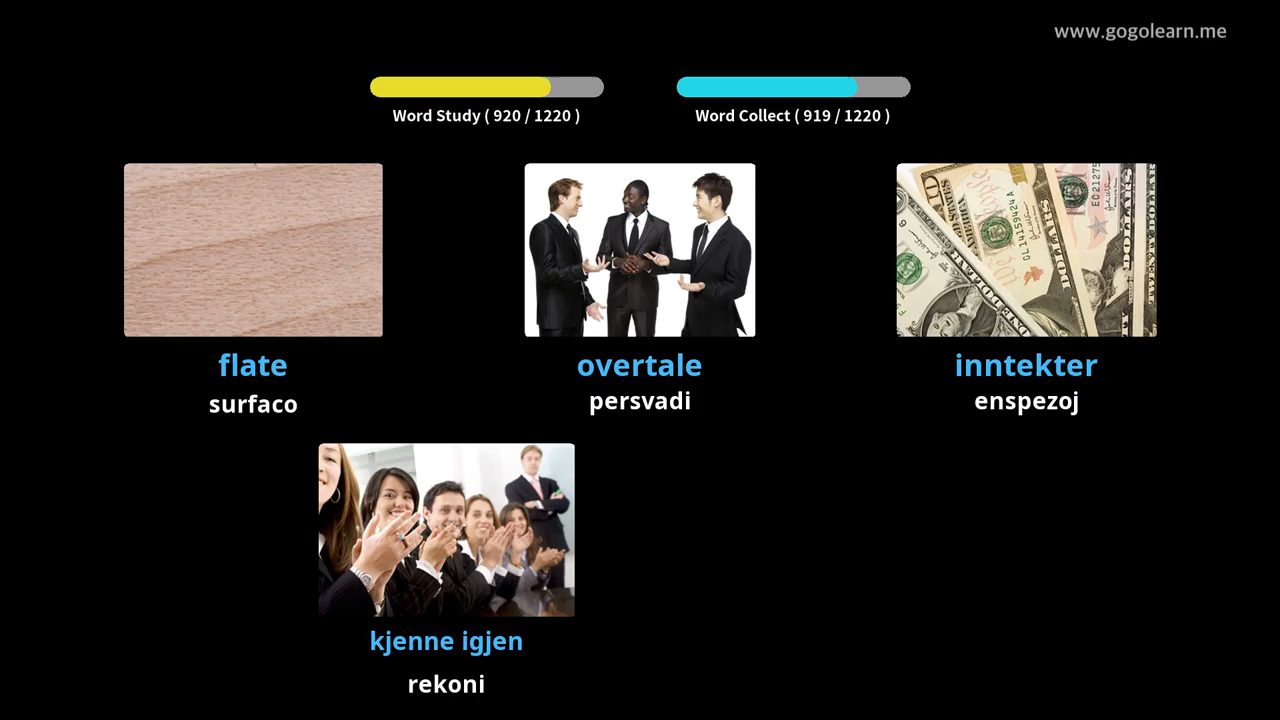 www.gogolearn.me
Word Study ( 920 / 1220 )
Word Collect ( 919 / 1220 )
flate
surfaco
overtale
persvadi
inntekter
enspezoj
kjenne igjen
rekoni